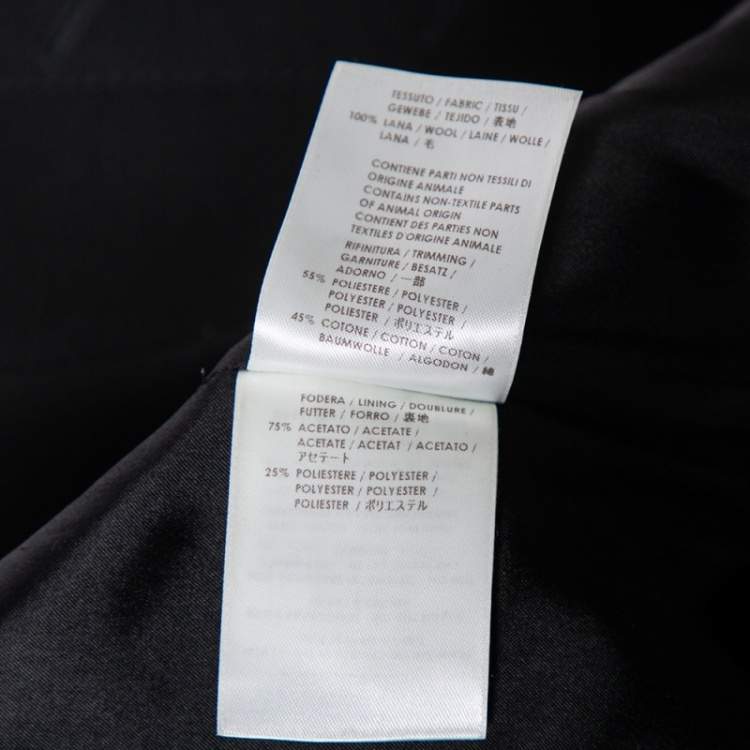 TESSUTO / FABRIC / TISSU /
GEWEBE / TEJIDO / 表地
100% LANA / WOOL / LAINE / WOLLE /
LANA / 毛
CONTIENE PARTI NON TESSILI DI
ORIGINE ANIMALE
CONTAINS NON-TEXTILE PARTS
OF ANIMAL ORIGIN
CONTIENT DES PARTIES NON
TEXTILES D'ORIGINE ANIMALE
RIFINITURA / TRIMMING /
GARNITURE / BESATZ /
ADORNO / 一部
55% POLIESTERE / POLYESTER /
POLYESTER / POLYESTER /
POLIESTER / ポリエステル
45% COTONE / COTTON / COTON /
BAUMWOLLE / ALGODON / 綿
FODERA / LINING / DOUBLURE /
FUTTER / FORRO / 裏地
75% ACETATO / ACETATE /
ACETATE / ACETAT / ACETATO /
アセテート
25% POLIESTERE / POLYESTER /
POLYESTER / POLYESTER /
POLIESTER / ポリエステル